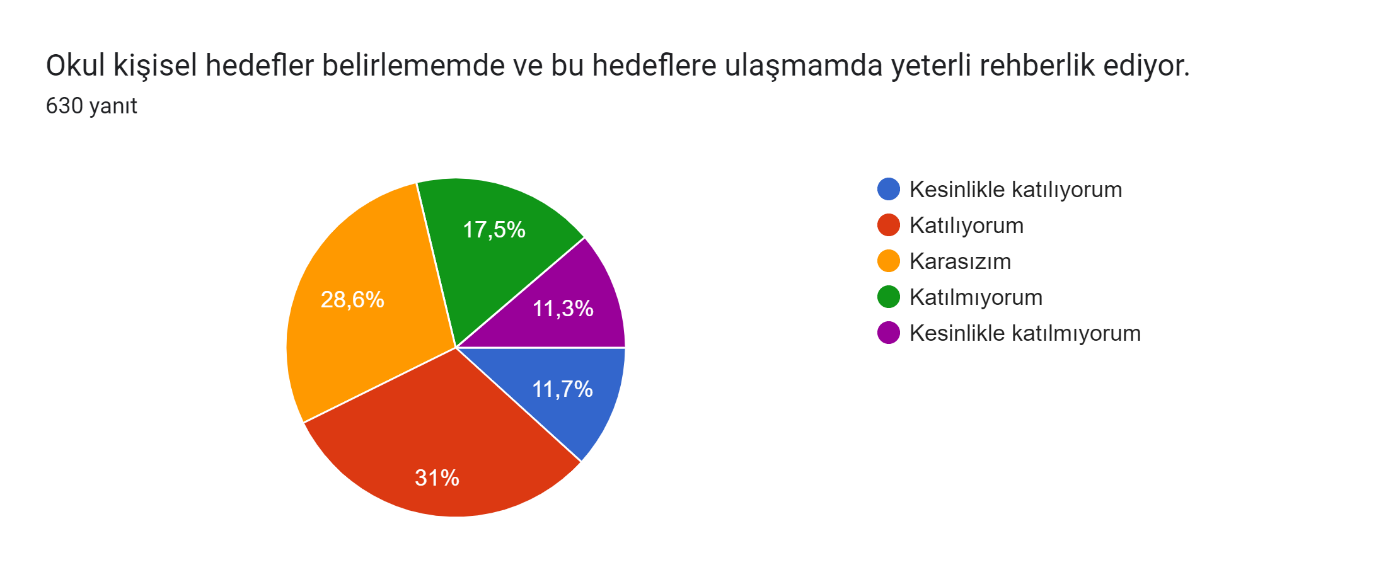 Okul kişisel hedefler belirlememde ve bu hedeflere ulaşmamda yeterli rehberlik ediyor.
630 yanıt
Kesinlikle katılıyorum
Katılıyorum
Karasızım
Katılmıyorum
Kesinlikle katılmıyorum
17,5%
28,6%
11,3%
11,7%
31%